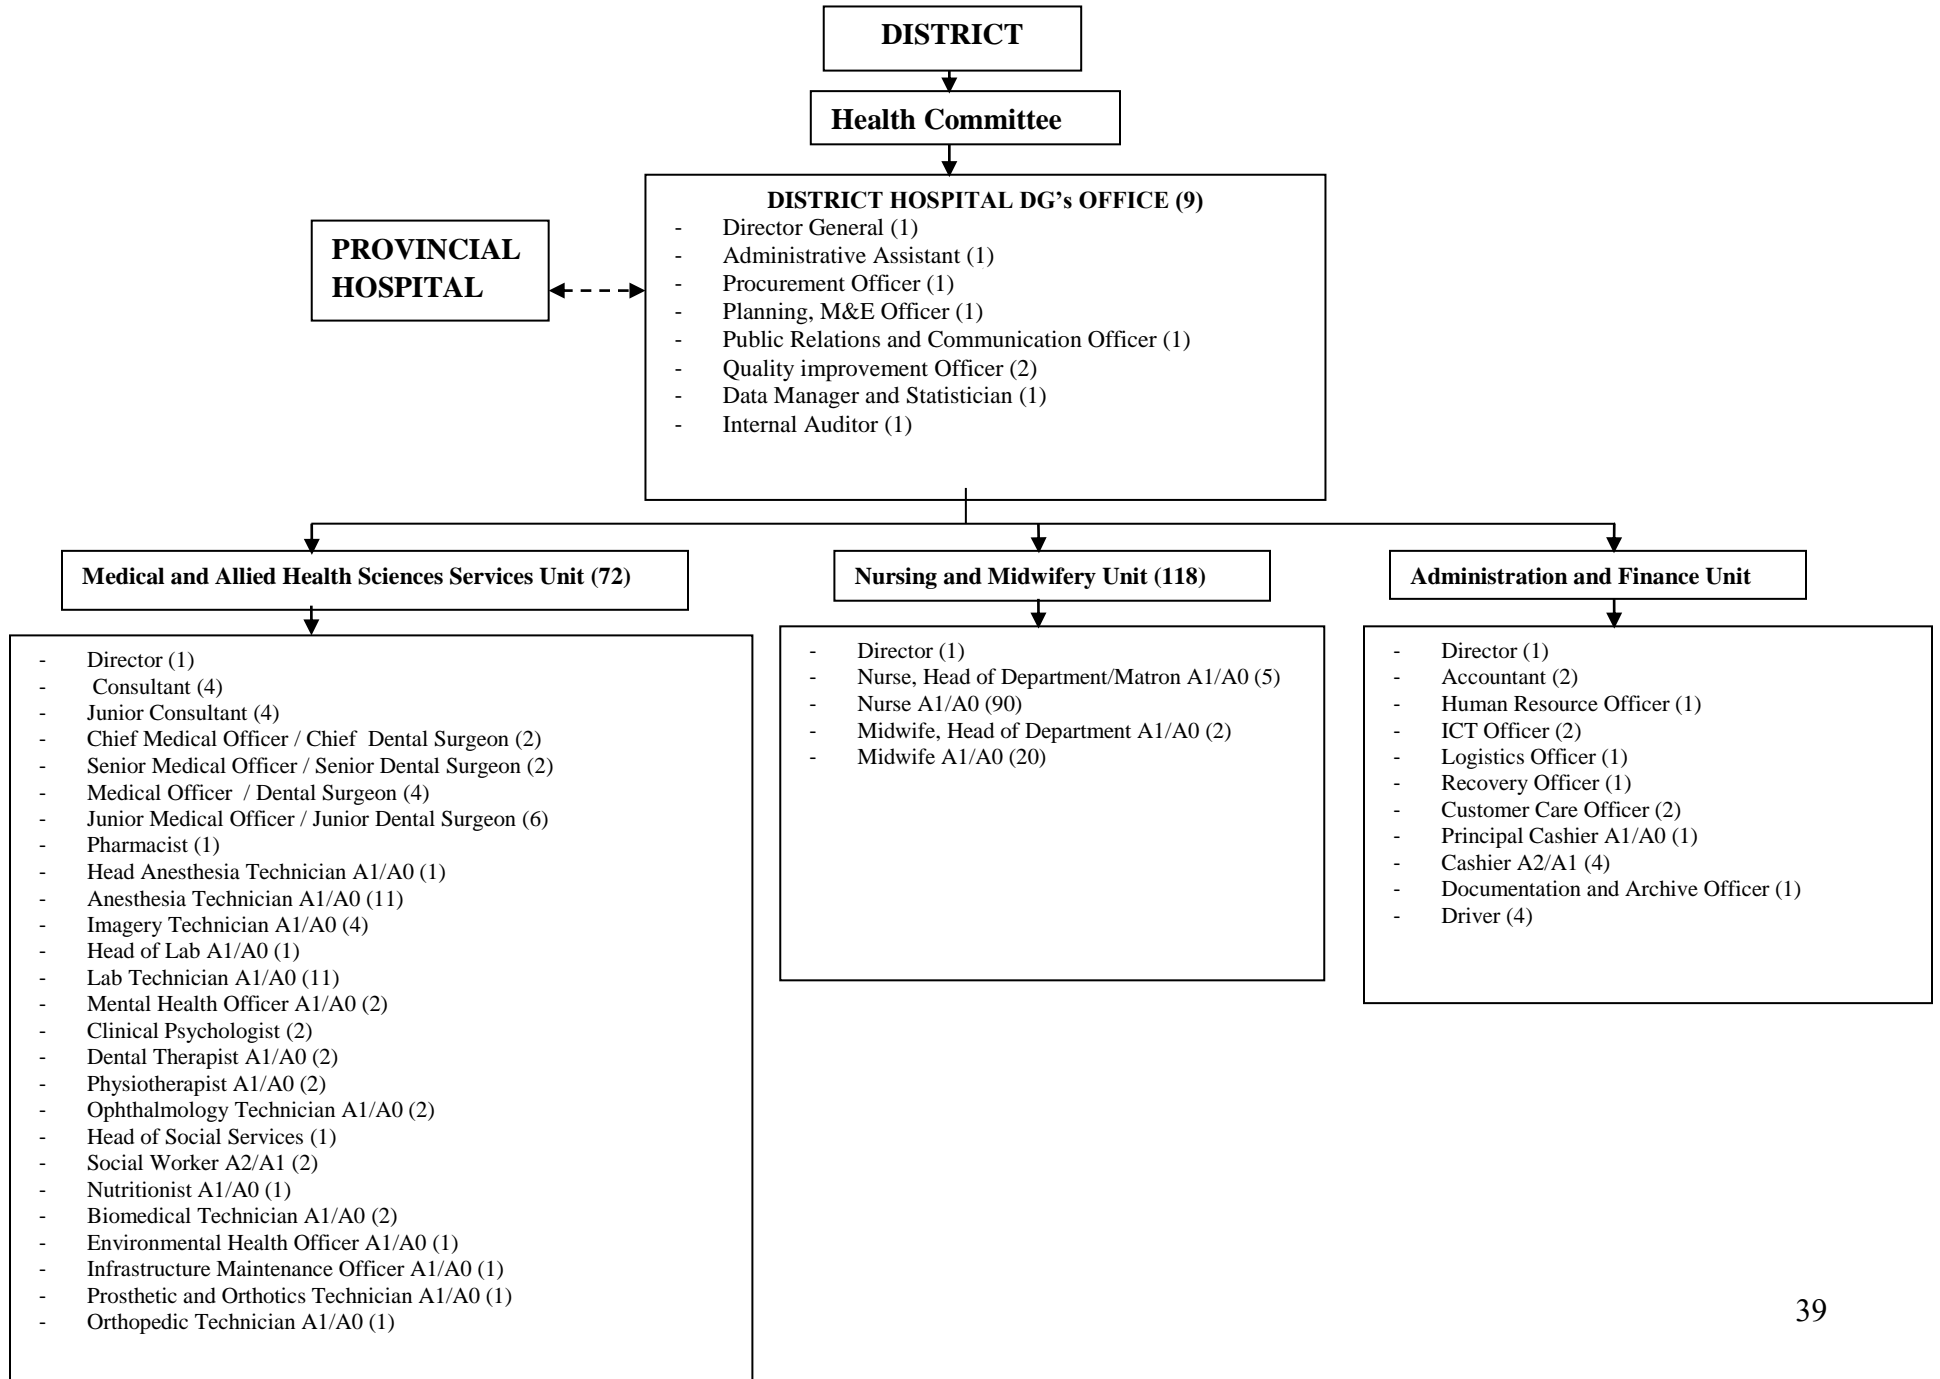 DISTRICT
Health Committee
DISTRICT HOSPITAL DG's OFFICE (9)
- Director General (1)
- Administrative Assistant (1)
- Procurement Officer (1)
- Planning, M&E Officer (1)
- Public Relations and Communication Officer (1)
- Quality improvement Officer (2)
- Data Manager and Statistician (1)
- Internal Auditor (1)
PROVINCIAL
HOSPITAL
Medical and Allied Health Sciences Services Unit (72)
- Director (1)
- Consultant (4)
- Junior Consultant (4)
- Chief Medical Officer / Chief Dental Surgeon (2)
- Senior Medical Officer / Senior Dental Surgeon (2)
- Medical Officer / Dental Surgeon (4)
- Junior Medical Officer / Junior Dental Surgeon (6)
- Pharmacist (1)
- Head Anesthesia Technician A1/A0 (1)
- Anesthesia Technician A1/A0 (11)
- Imagery Technician A1/A0 (4)
- Head of Lab A1/A0 (1)
- Lab Technician A1/A0 (11)
- Mental Health Officer A1/A0 (2)
- Clinical Psychologist (2)
- Dental Therapist A1/A0 (2)
- Physiotherapist A1/A0 (2)
- Ophthalmology Technician A1/A0 (2)
- Head of Social Services (1)
- Social Worker A2/A1 (2)
- Nutritionist A1/A0 (1)
- Biomedical Technician A1/A0 (2)
- Environmental Health Officer A1/A0 (1)
- Infrastructure Maintenance Officer A1/A0 (1)
- Prosthetic and Orthotics Technician A1/A0 (1)
- Orthopedic Technician A1/A0 (1)
Nursing and Midwifery Unit (118)
- Director (1)
- Nurse, Head of Department/Matron A1/A0 (5)
- Nurse A1/A0 (90)
- Midwife, Head of Department A1/A0 (2)
- Midwife A1/A0 (20)
Administration and Finance Unit
- Director (1)
- Accountant (2)
- Human Resource Officer (1)
- ICT Officer (2)
- Logistics Officer (1)
- Recovery Officer (1)
- Customer Care Officer (2)
- Principal Cashier A1/A0 (1)
- Cashier A2/A1 (4)
- Documentation and Archive Officer (1)
- Driver (4)
39